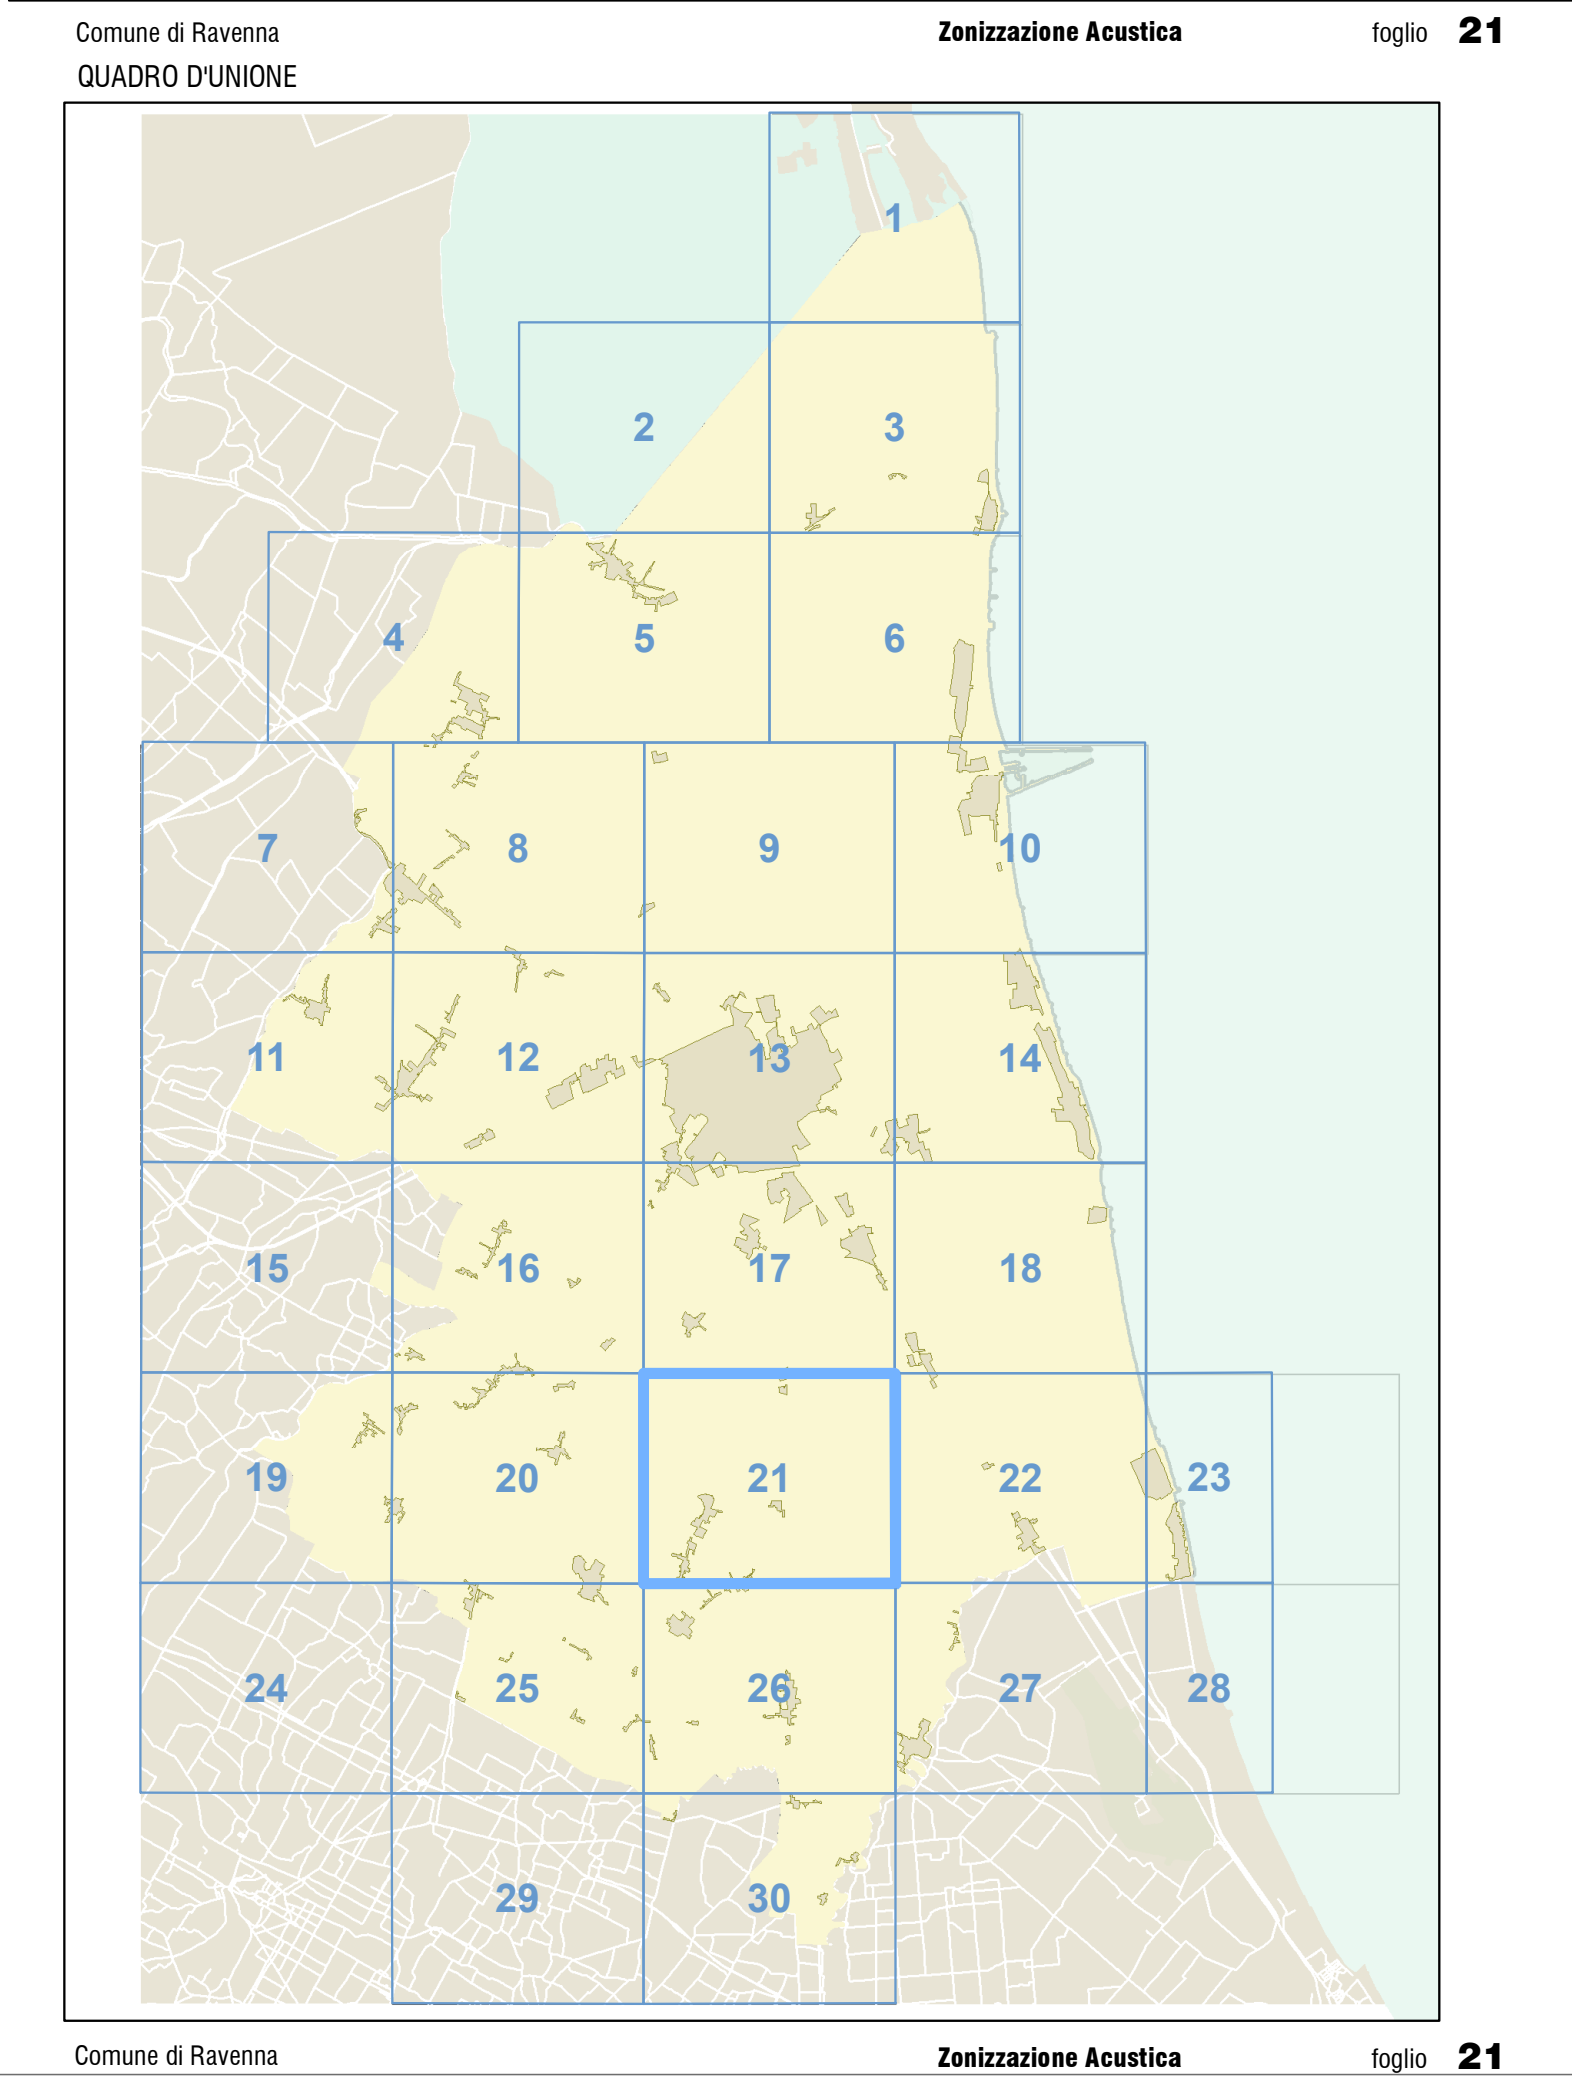 Comune di Ravenna Zonizzazione Acustica foglio 21
QUADRO D'UNIONE
1
2 3
4 5 6
7 8 9 10
11 12 13 14
15 16 17 18
19 20 21 22 23
24 25 26 27 28
29 30
Comune di Ravenna Zonizzazione Acustica foglio 21